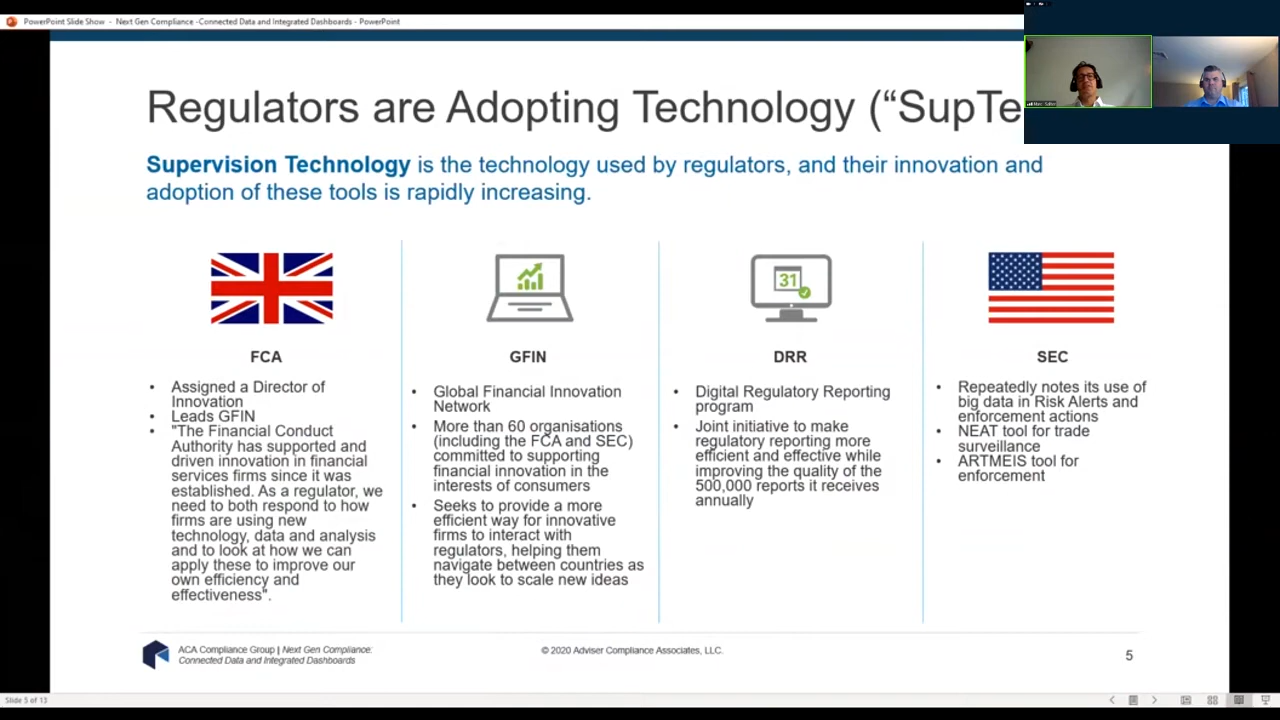 PowerPoint Slide Show - Next Gen Compliance -Connected Data and Integrated Dashboards - PowerPoint
Regulators are Adopting Technology (“SupTe
Supervision Technology is the technology used by regulators, and their innovation and
adoption of these tools is rapidly increasing.
FCA
• Assigned a Director of
Innovation
• Leads GFIN
• "The Financial Conduct
Authority has supported and
driven innovation in financial
services firms since it was
established. As a regulator, we
need to both respond to how
firms are using new
technology, data and analysis
and to look at how we can
apply these to improve our
own efficiency and
effectiveness".
GFIN
• Global Financial Innovation
Network
• More than 60 organisations
(including the FCA and SEC)
committed to supporting
financial innovation in the
interests of consumers
• Seeks to provide a more
efficient way for innovative
firms to interact with
regulators, helping them
navigate between countries as
they look to scale new ideas
31
DRR
• Digital Regulatory Reporting
program
• Joint initiative to make
regulatory reporting more
efficient and effective while
improving the quality of the
500,000 reports it receives
annually
SEC
• Repeatedly notes its use of
big data in Risk Alerts and
enforcement actions
• NEAT tool for trade
surveillance
• ARTMEIS tool for
enforcement
ACA Compliance Group | Next Gen Compliance:
Connected Data and Integrated Dashboards
© 2020 Adviser Compliance Associates, LLC.
5
Slide 5 of 13